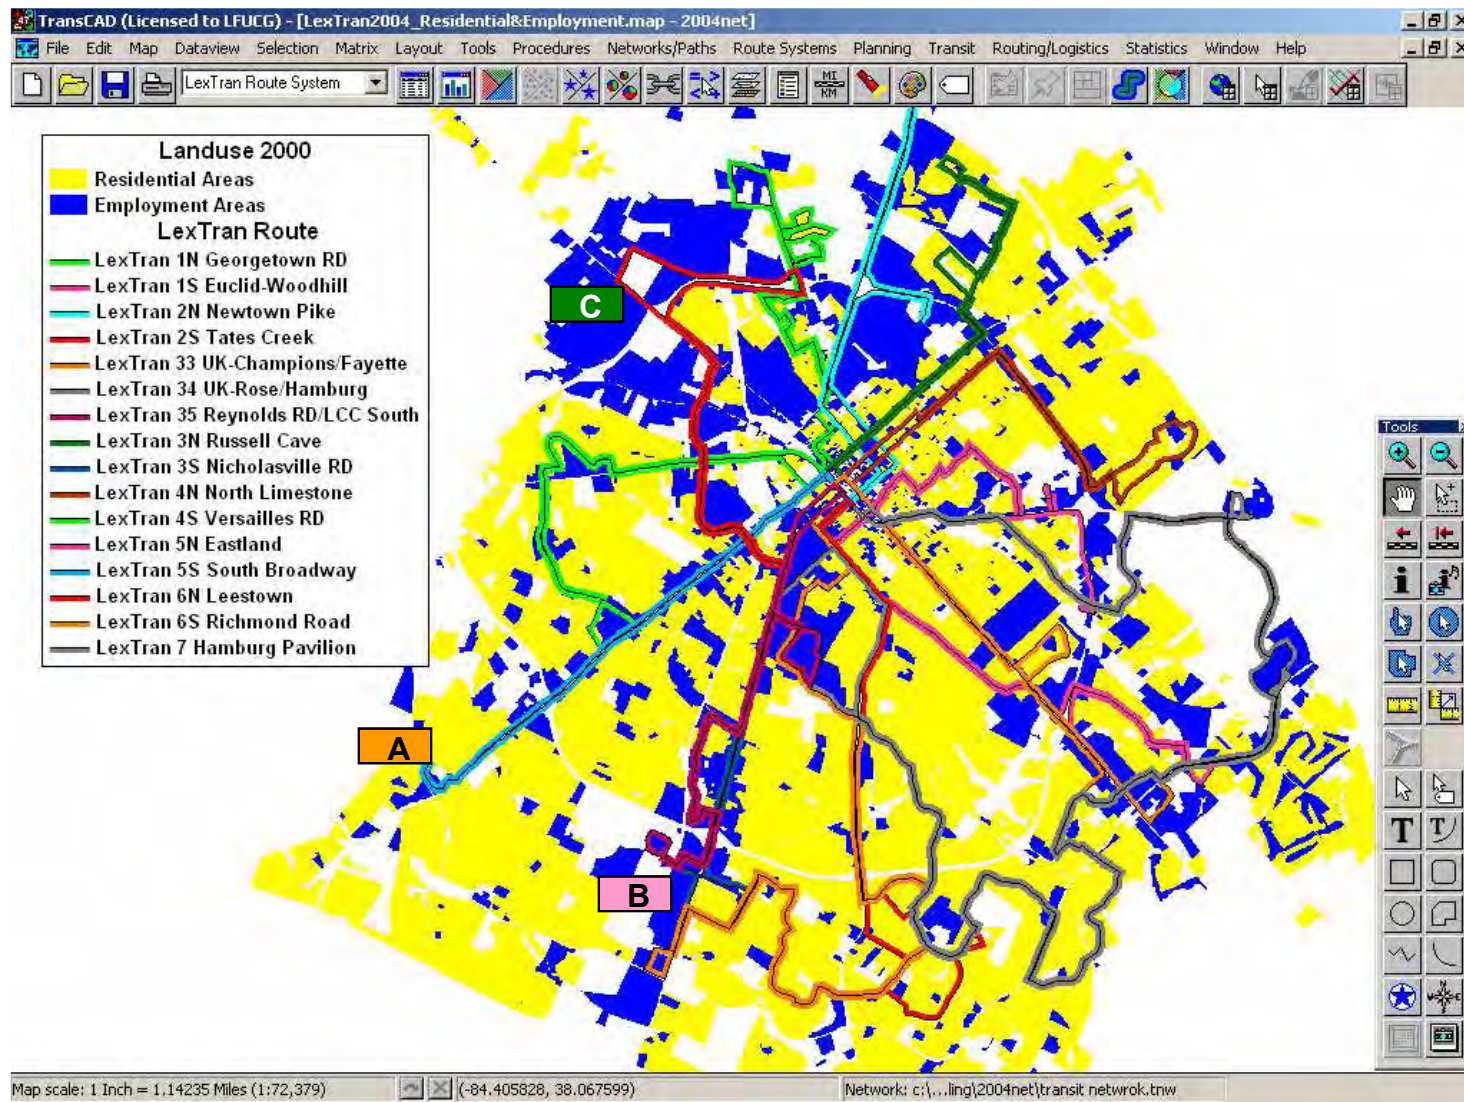 TransCAD (Licensed to LFUCG) - [LexTran2004_Residential&Employment.map - 2004net]
File Edit Map Dataview Selection Matrix Layout Tools Procedures Networks/Paths Route Systems Planning Transit Routing/Logistics Statistics Window Help
LexTran Route System
MI
KM
Landuse 2000
Residential Areas
Employment Areas
LexTran Route
LexTran 1N Georgetown RD
LexTran 1S Euclid-Woodhill
LexTran 2N Newtown Pike
LexTran 2S Tates Creek
LexTran 33 UK-Champions/Fayette
LexTran 34 UK-Rose/Hamburg
LexTran 35 Reynolds RD/LCC South
LexTran 3N Russell Cave
LexTran 3S Nicholasville RD
LexTran 4N North Limestone
LexTran 4S Versailles RD
LexTran 5N Eastland
LexTran 5S South Broadway
LexTran 6N Leestown
LexTran 6S Richmond Road
LexTran 7 Hamburg Pavilion
C
A
B
Tools
T T
Map scale: 1 Inch = 1.14235 Miles (1:72,379) (-84.405828, 38.067599) Network: c:\...ling\2004net\transit netwrok.tnw